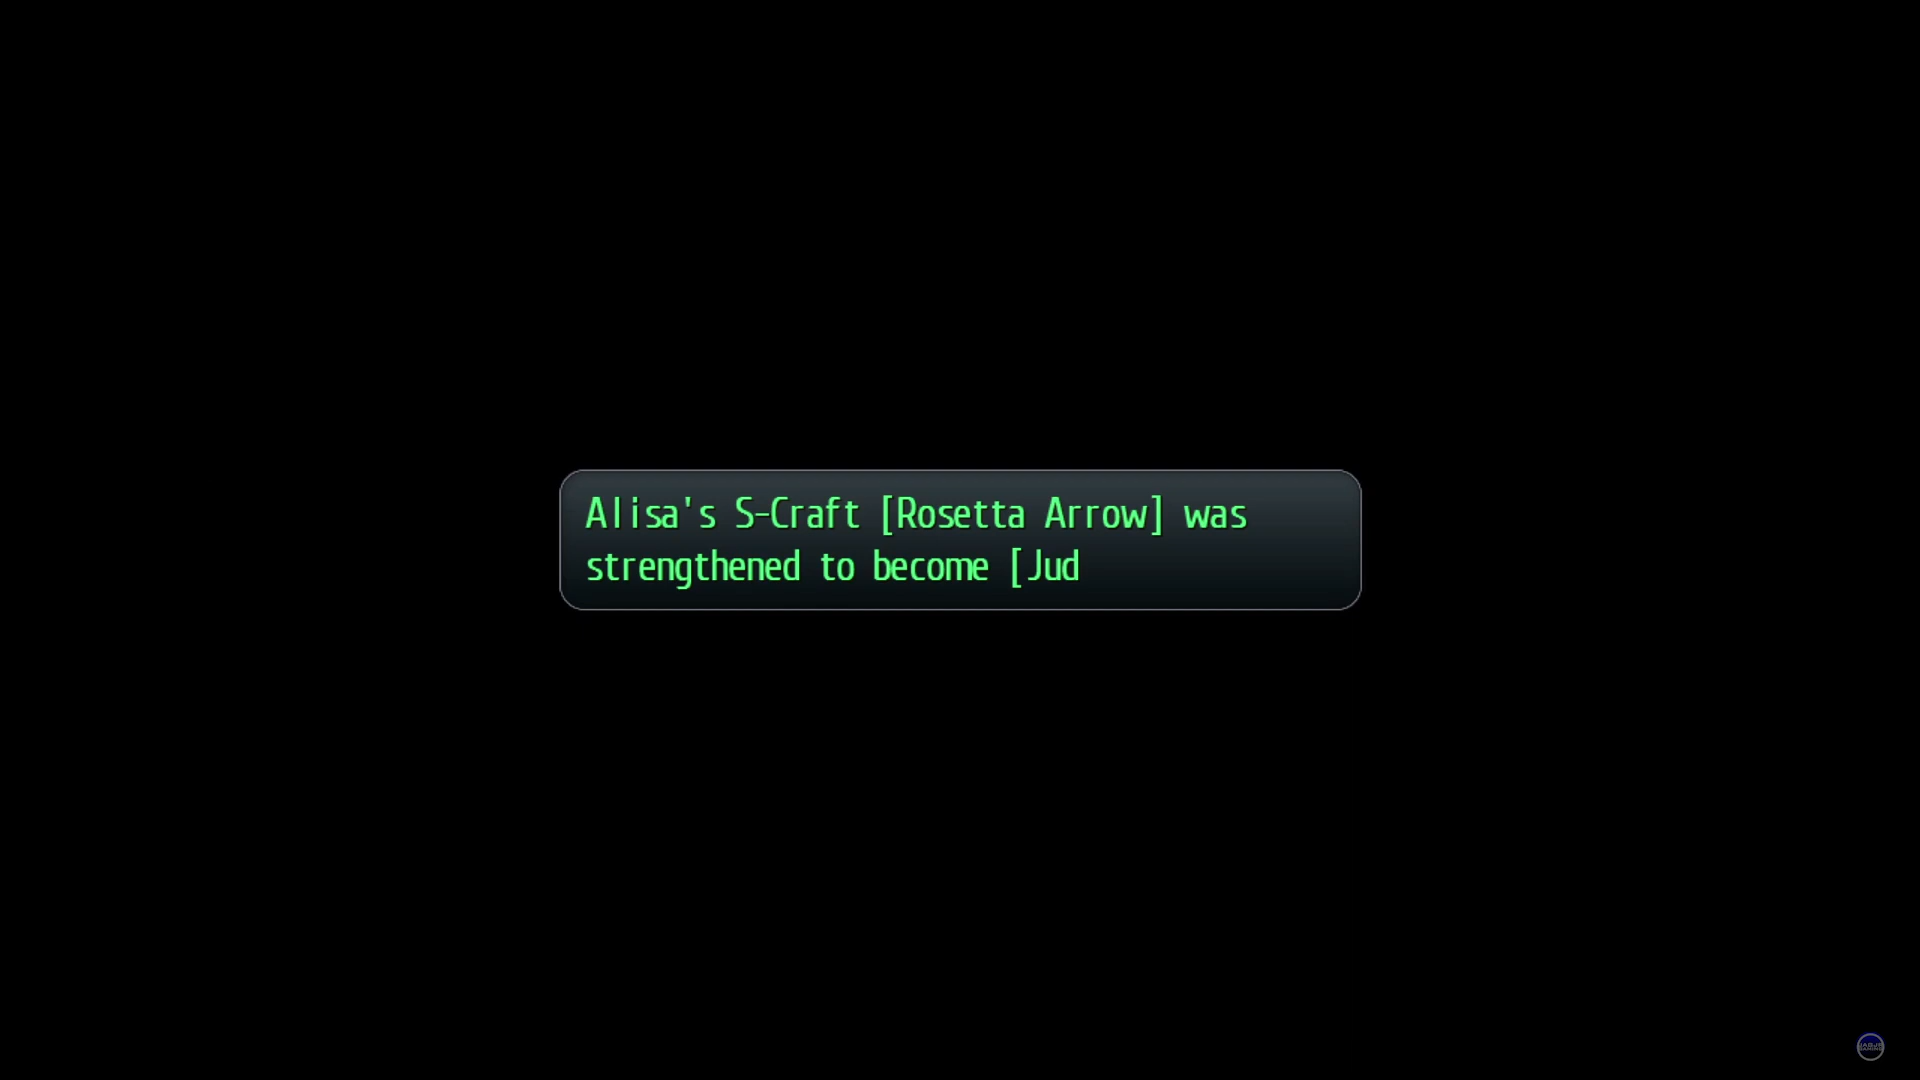 Alisa's S-Craft [Rosetta Arrow] was
strengthened to become [Jud